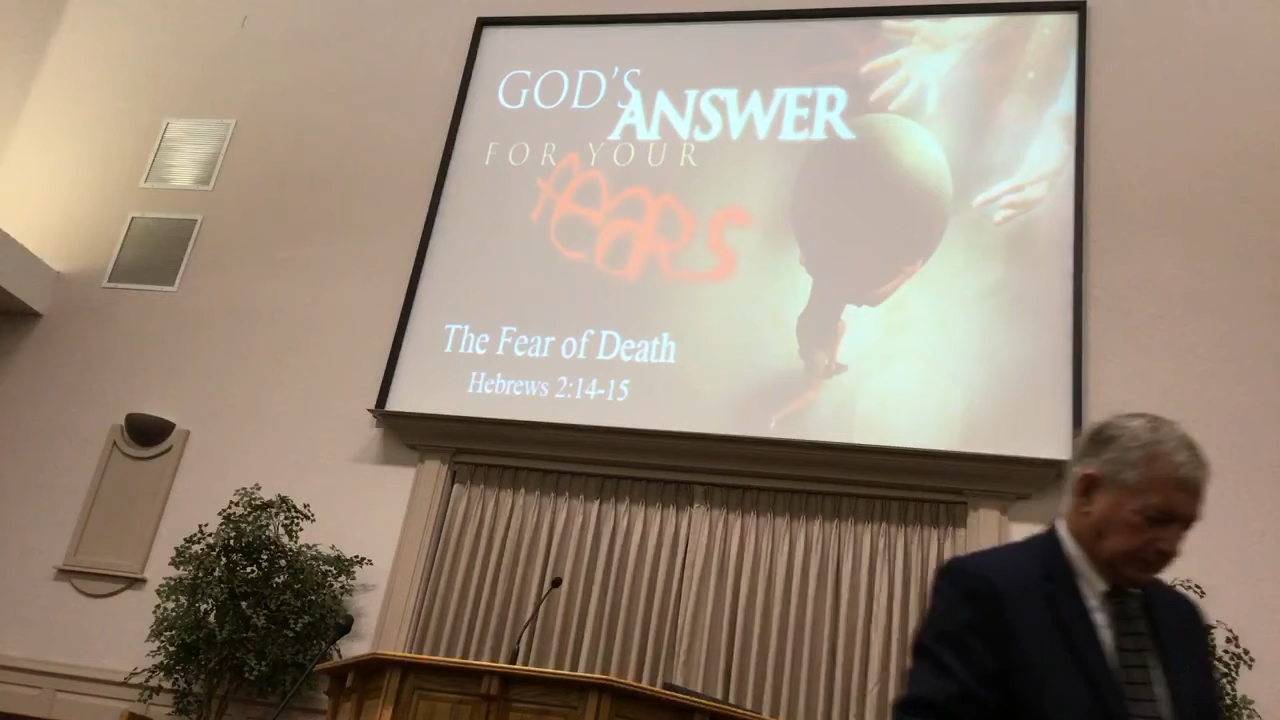 GOD'S
ANSWER
FOR YOUR
fEaRS
The Fear of Death
Hebrews 2:14-15